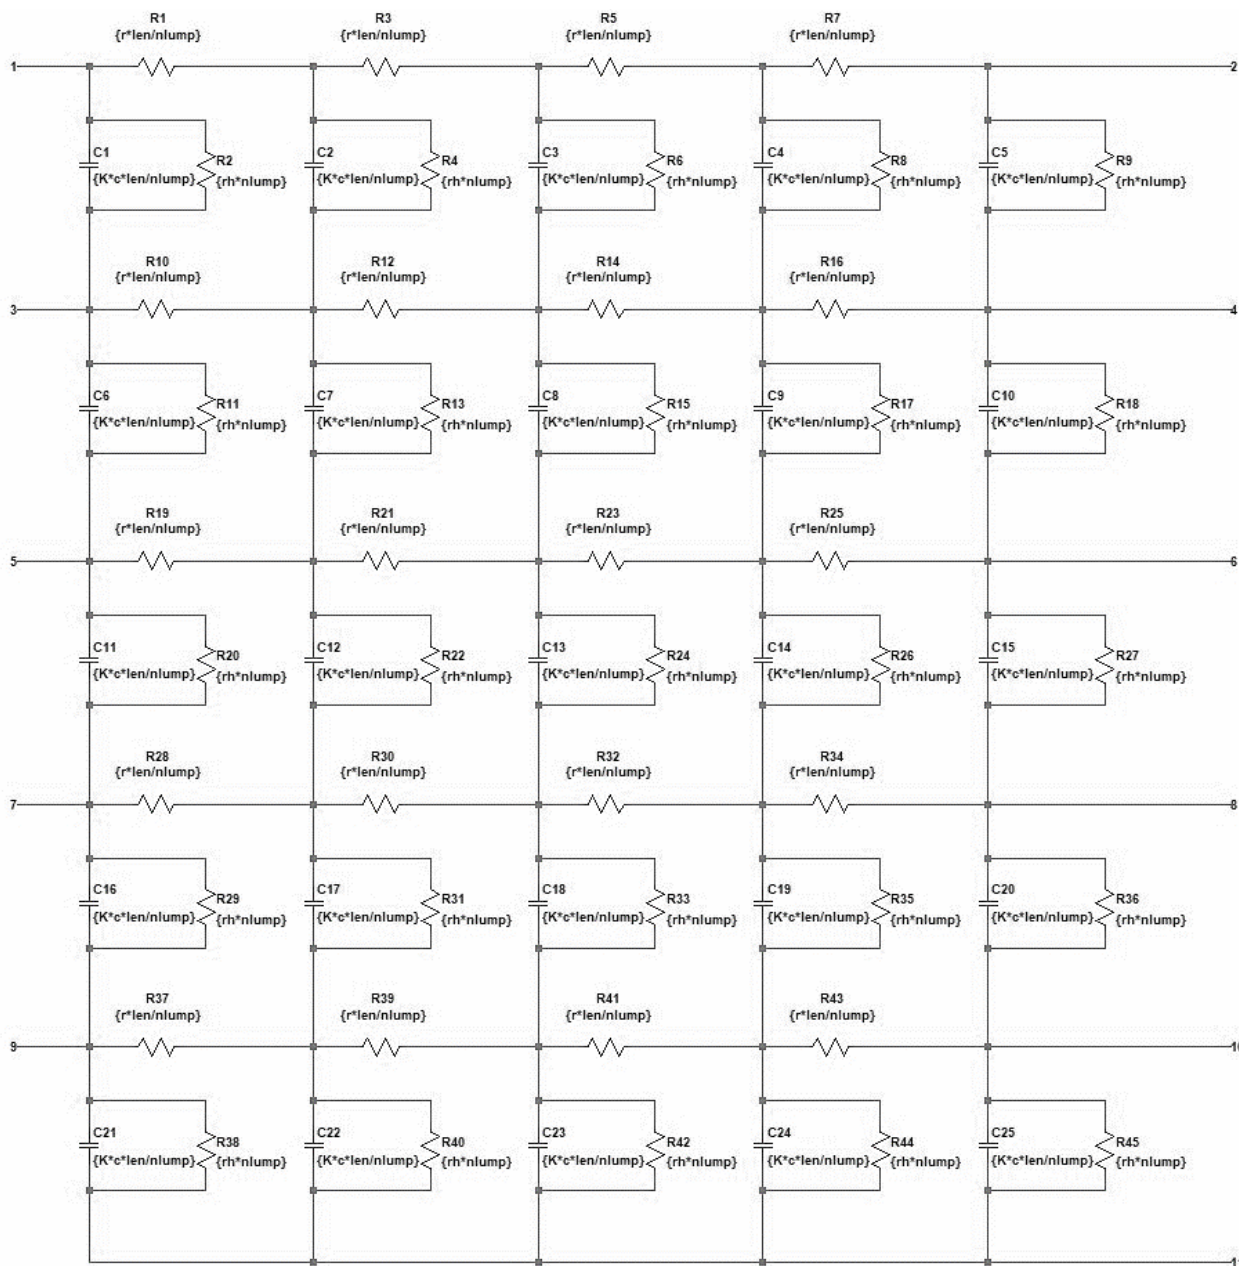 R1 R3 R5 R7
{r*len/nlump} {r*len/nlump} {r*len/nlump} {r*len/nlump}
1 2
C1 R2 C2 R4 C3 R6 C4 R8 C5 R9
{K*c*len/nlump} {rh*nlump} {K*c*len/nlump} {rh*nlump} {K*c*len/nlump} {rh*nlump} {K*c*len/nlump} {rh*nlump} {K*c*len/nlump} {rh*nlump}
R10 R12 R14 R16
{r*len/nlump} {r*len/nlump} {r*len/nlump} {r*len/nlump}
3 4
C6 R11 C7 R13 C8 R15 C9 R17 C10 R18
{K*c*len/nlump} {rh*nlump} {K*c*len/nlump} {rh*nlump} {K*c*len/nlump} {rh*nlump} {K*c*len/nlump} {rh*nlump} {K*c*len/nlump} {rh*nlump}
R19 R21 R23 R25
{r*len/nlump} {r*len/nlump} {r*len/nlump} {r*len/nlump}
5 6
C11 R20 C12 R22 C13 R24 C14 R26 C15 R27
{K*c*len/nlump} {rh*nlump} {K*c*len/nlump} {rh*nlump} {K*c*len/nlump} {rh*nlump} {K*c*len/nlump} {rh*nlump} {K*c*len/nlump} {rh*nlump}
R28 R30 R32 R34
{r*len/nlump} {r*len/nlump} {r*len/nlump} {r*len/nlump}
7 8
C16 R29 C17 R31 C18 R33 C19 R35 C20 R36
{K*c*len/nlump} {rh*nlump} {K*c*len/nlump} {rh*nlump} {K*c*len/nlump} {rh*nlump} {K*c*len/nlump} {rh*nlump} {K*c*len/nlump} {rh*nlump}
R37 R39 R41 R43
{r*len/nlump} {r*len/nlump} {r*len/nlump} {r*len/nlump}
9 10
C21 R38 C22 R40 C23 R42 C24 R44 C25 R45
{K*c*len/nlump} {rh*nlump} {K*c*len/nlump} {rh*nlump} {K*c*len/nlump} {rh*nlump} {K*c*len/nlump} {rh*nlump} {K*c*len/nlump} {rh*nlump}